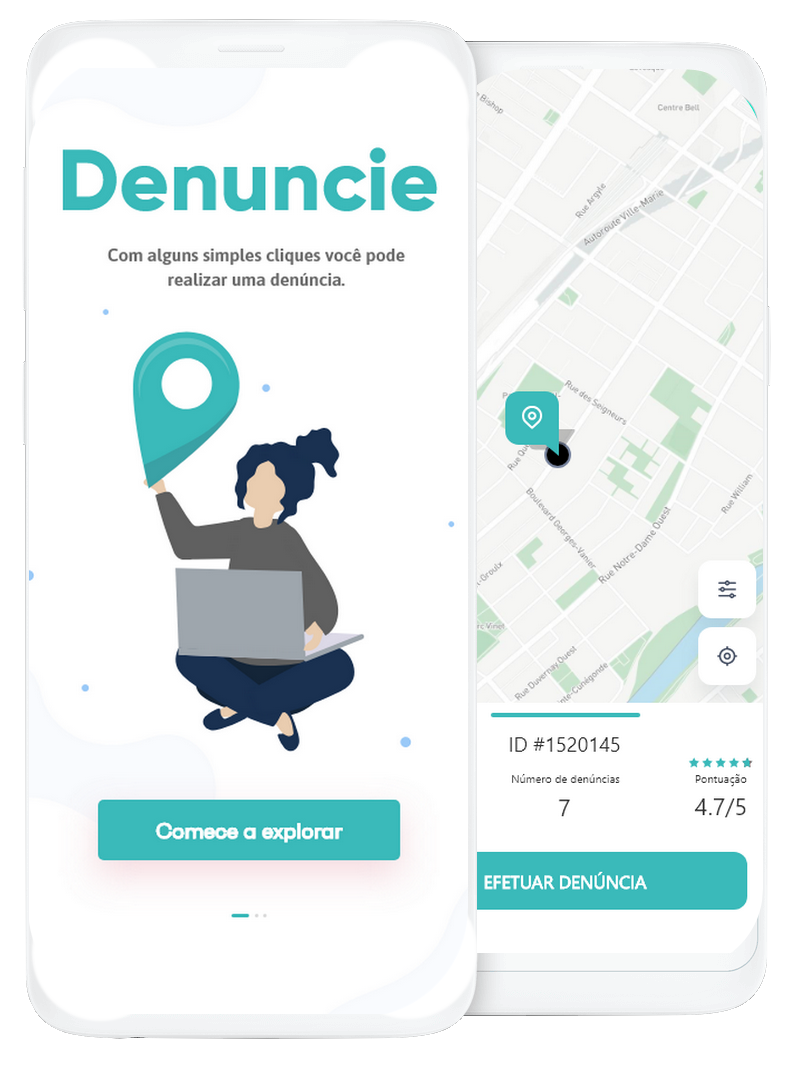 Denuncie
Com alguns simples cliques você pode
realizar uma denúncia.
Comece a explorar
Bishop
Centre Bell
Rue Argyle
Autoroute Ville-Marie
Rue des Seigneurs
Boulevard Georges-Vanier
Rue Notre-Dame Ouest
Rue William
Rue Duvernay Ouest
ID #1520145
Número de denúncias
7
Pontuação
4.7/5
EFETUAR DENÚNCIA